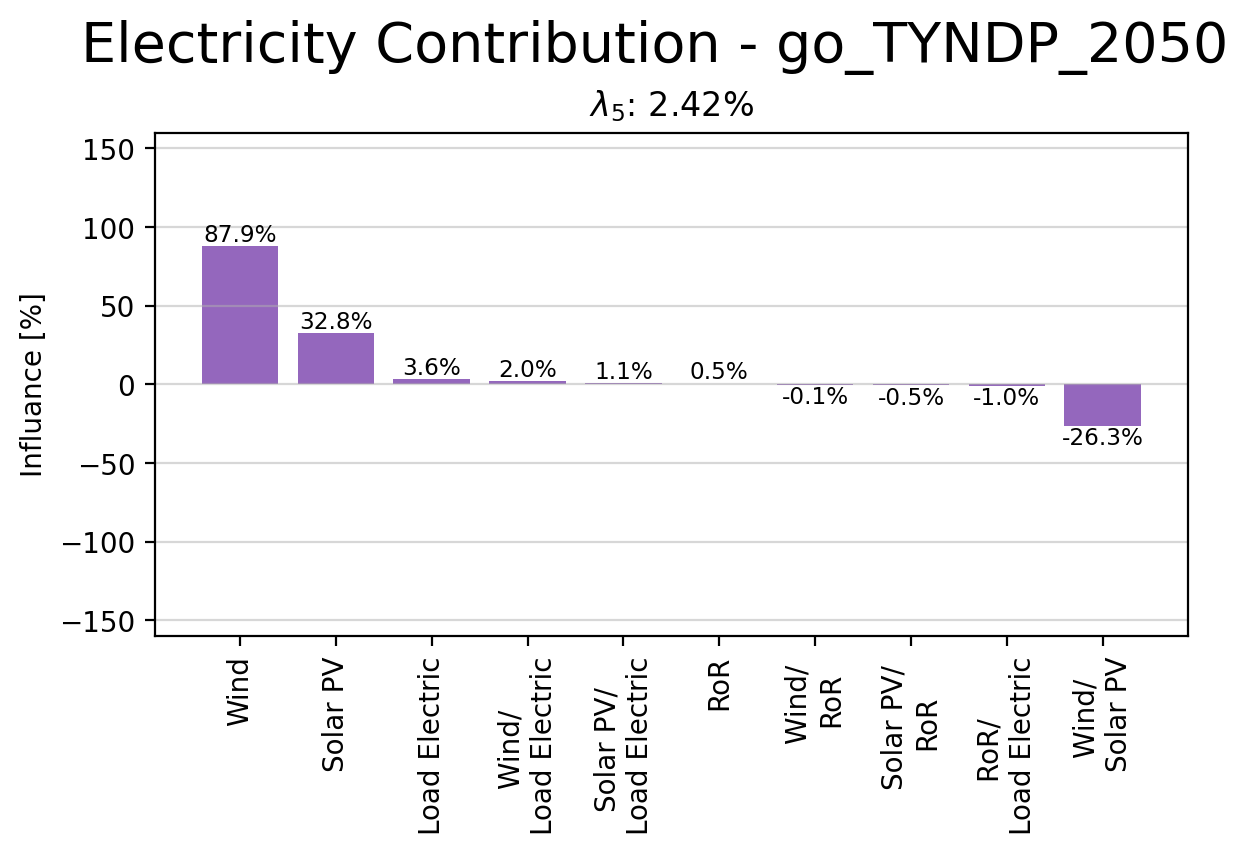 Electricity Contribution - go_TYNDP_2050
λ5: 2.42%
Influance [%]
150
100
50
0
−50
−100
−150
87.9%
32.8%
3.6%
2.0%
1.1%
0.5%
-0.1%
-0.5%
-1.0%
-26.3%
Wind
Solar PV
Load Electric
Wind/
Load Electric
Solar PV/
Load Electric
RoR
Wind/
RoR
Solar PV/
RoR
RoR/
Load Electric
Wind/
Solar PV